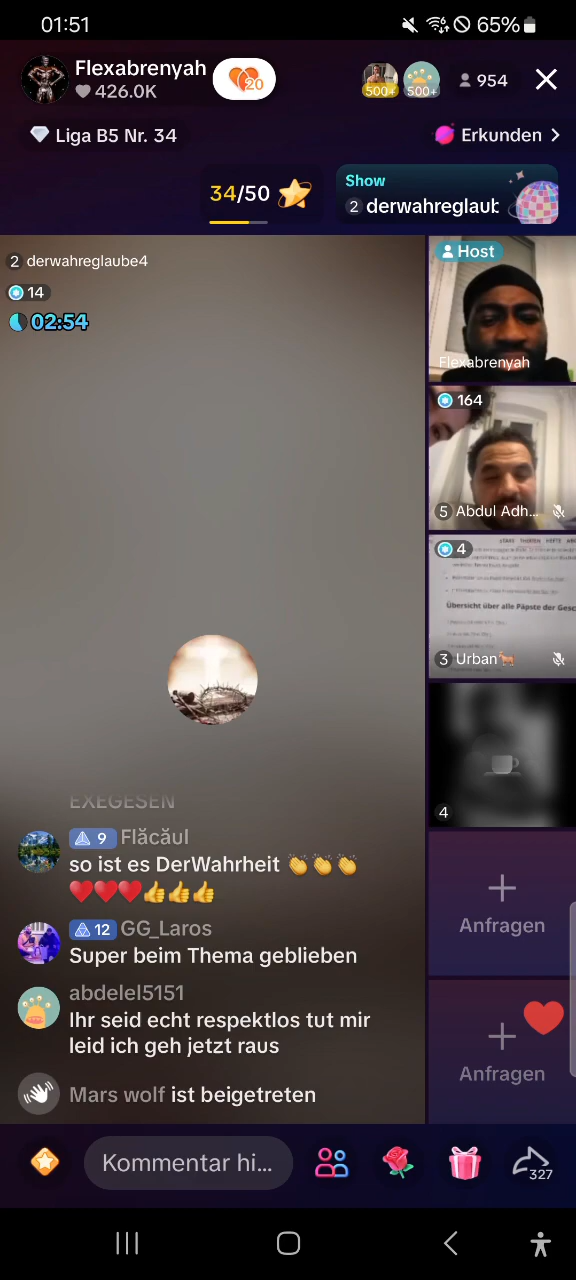 01:51
65%
Flexabrenyah
426.0K
20
500+
500+
954
Liga B5 Nr. 34
Erkunden
34/50
Show
2 derwahreglaub
2 derwahreglaube4
14
02:54
Host
Flexabrenyah
164
5 Abdul Adh...
4
Übersicht über alle Päpste der Gesc
3 Urban
4
Anfragen
Anfragen
EXEGESEN
9 Flăcăul
so ist es DerWahrheit 👏👏👏
❤️❤️❤️👍👍👍
12 GG_Laros
Super beim Thema geblieben
abdelel5151
Ihr seid echt respektlos tut mir
leid ich geh jetzt raus
Mars wolf ist beigetreten
Kommentar hi...
327